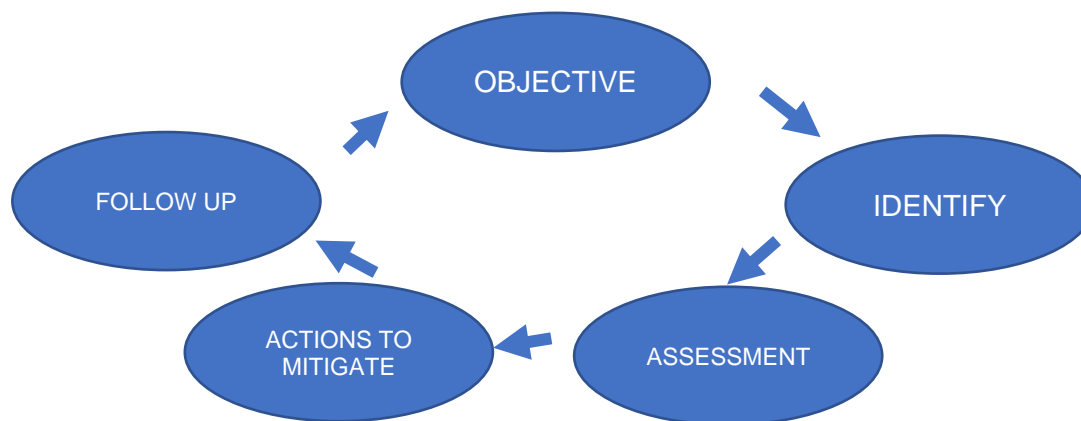 OBJECTIVE
IDENTIFY
ASSESSMENT
ACTIONS TO
MITIGATE
FOLLOW UP